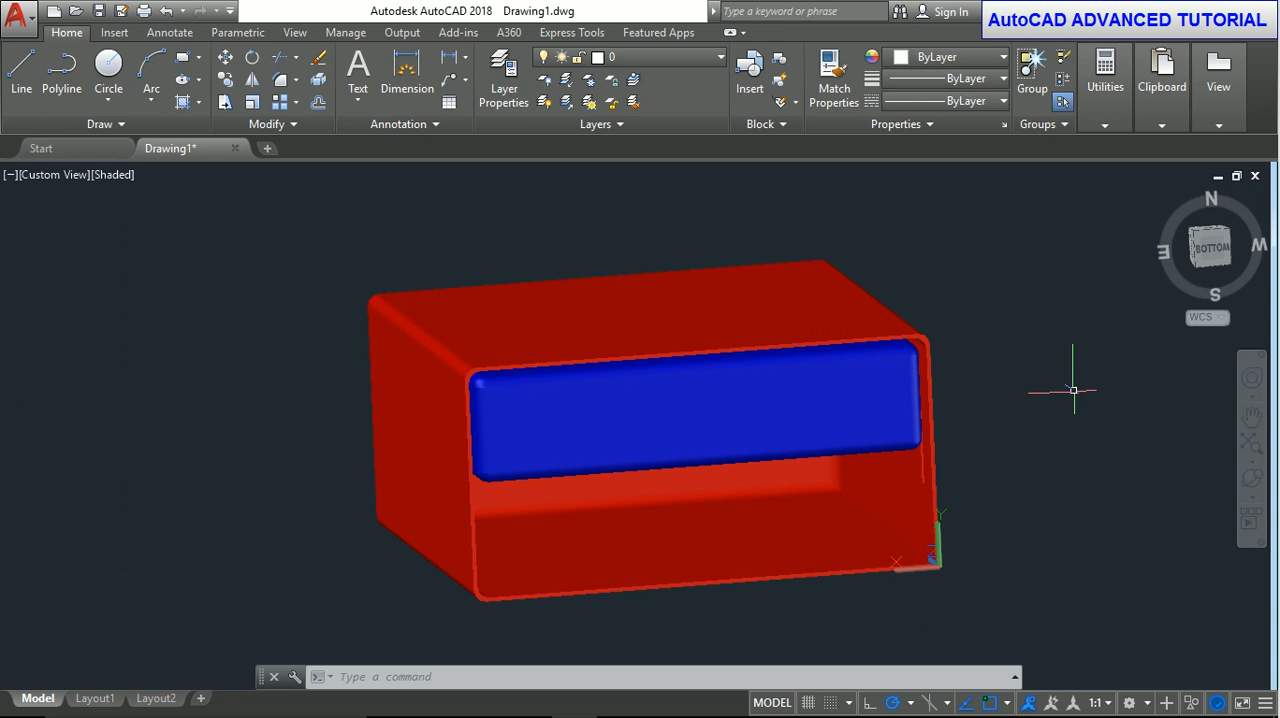 Autodesk AutoCAD 2018 Drawing1.dwg
Type a keyword or phrase
Sign In
AutoCAD ADVANCED TUTORIAL
Home Insert Annotate Parametric View Manage Output Add-ins A360 Express Tools Featured Apps
Line Polyline Circle Arc
Text Dimension
Layer Properties
0
Insert
Match Properties
ByLayer
ByLayer
ByLayer
Group
Utilities
Clipboard
View
Draw Modify Annotation Layers Block Properties Groups
Start Drawing1*
[−][Custom View][Shaded]
N
E
BOTTOM
W
S
WCS
Y
X
Type a command
Model Layout1 Layout2
MODEL 1:1